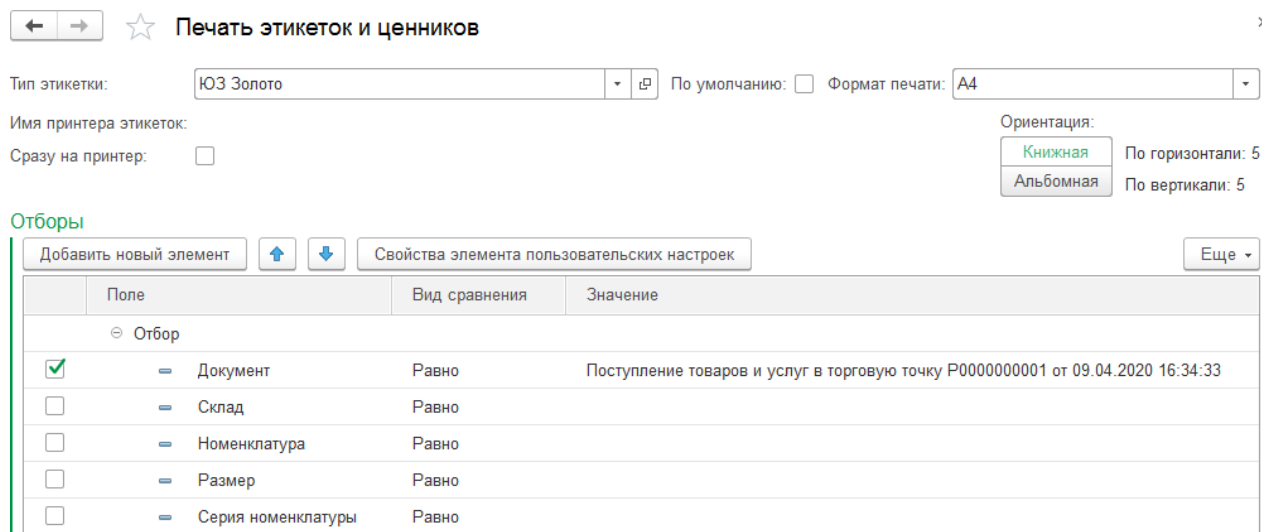 Печать этикеток и ценников
Тип этикетки: ЮЗ Золото По умолчанию: Формат печати: А4
Имя принтера этикеток: Ориентация:
Сразу на принтер: Книжная По горизонтали: 5
Альбомная По вертикали: 5
Отборы
Добавить новый элемент Свойства элемента пользовательских настроек Еще
Поле Вид сравнения Значение
Отбор
Документ Равно Поступление товаров и услуг в торговую точку Р0000000001 от 09.04.2020 16:34:33
Склад Равно
Номенклатура Равно
Размер Равно
Серия номенклатуры Равно